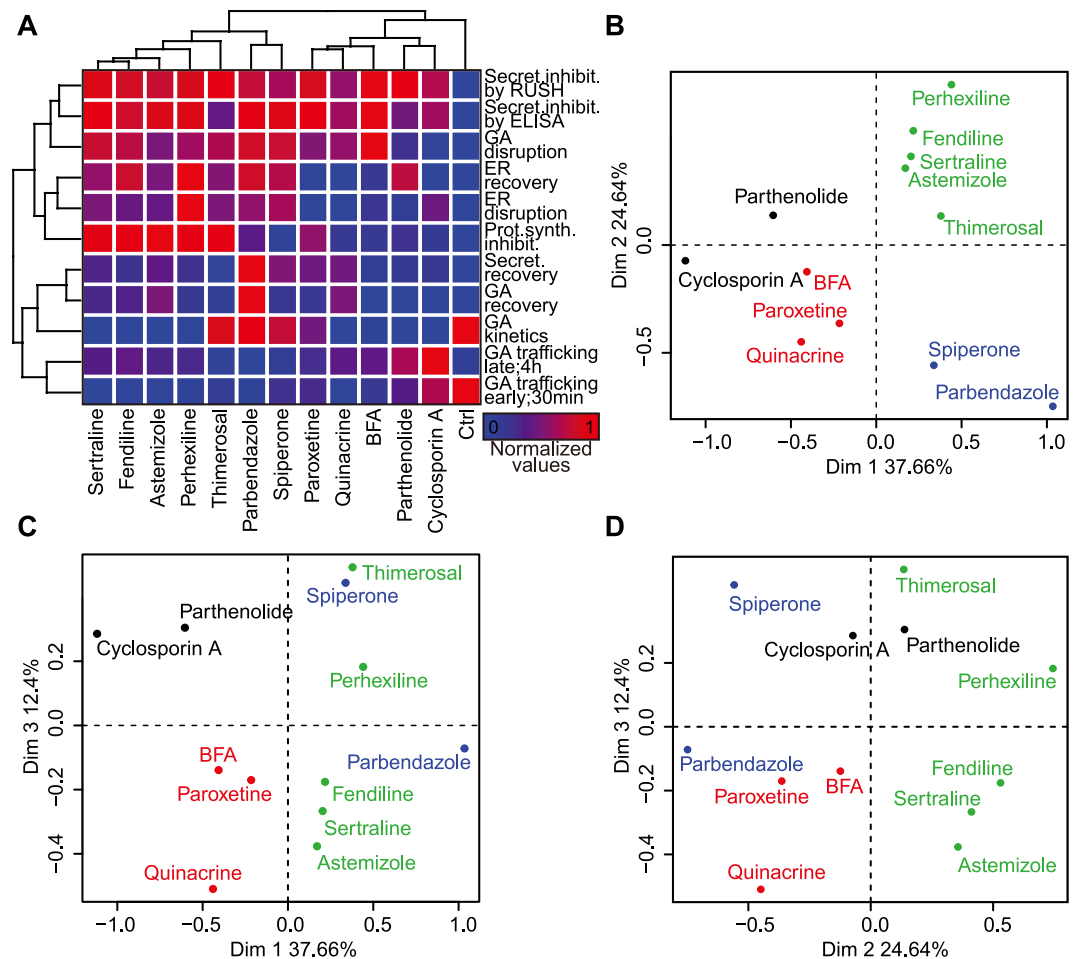 A
Secret.inhibit.
by RUSH
Secret.inhibit.
by ELISA
GA
disruption
ER
recovery
ER
disruption
Prot.synth.
inhibit.
Secret.
recovery
GA
recovery
GA
kinetics
GA trafficking
late;4h
GA trafficking
early;30min
Sertraline
Fendiline
Astemizole
Perhexiline
Thimerosal
Parbendazole
Spiperone
Paroxetine
Quinacrine
BFA
Parthenolide
Cyclosporin A
Ctrl
0 1
Normalized
values
B
Perhexiline
Fendiline
Sertraline
Astemizole
Parthenolide
Thimerosal
Cyclosporin A
BFA
Paroxetine
Quinacrine
Spiperone
Parbendazole
Dim 2 24.64%
0.0
−0.5
−1.0 −0.5 0.0 0.5 1.0
Dim 1 37.66%
C
Thimerosal
Spiperone
Parthenolide
Cyclosporin A
Perhexiline
BFA
Parbendazole
Paroxetine
Fendiline
Sertraline
Astemizole
Quinacrine
Dim 3 12.4%
0.2
0.0
−0.2
−0.4
−1.0 −0.5 0.0 0.5 1.0
Dim 1 37.66%
D
Thimerosal
Spiperone
Cyclosporin A
Parthenolide
Perhexiline
Parbendazole
Paroxetine
BFA
Fendiline
Sertraline
Astemizole
Quinacrine
Dim 3 12.4%
0.2
0.0
−0.2
−0.4
−0.5 0.0 0.5
Dim 2 24.64%